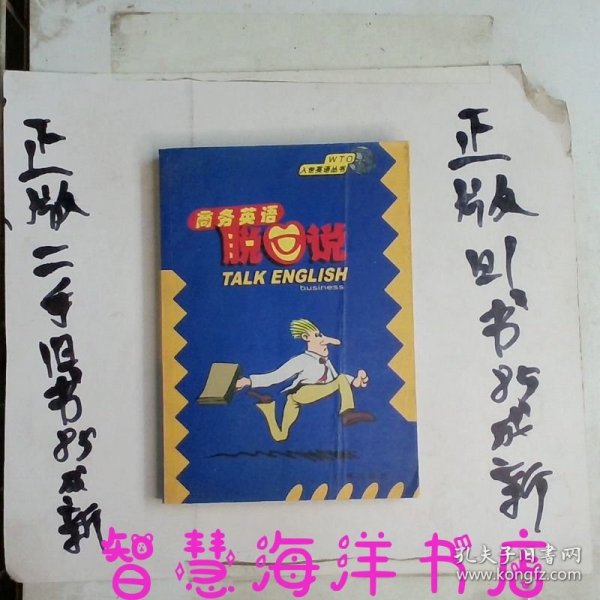 正版二手旧书85成新
WTO
入世英语丛书
商务英语
脱口说
TALK ENGLISH
business
正版旧书85成新
智慧海洋书店
孔夫子旧书网
www.kongfz.com